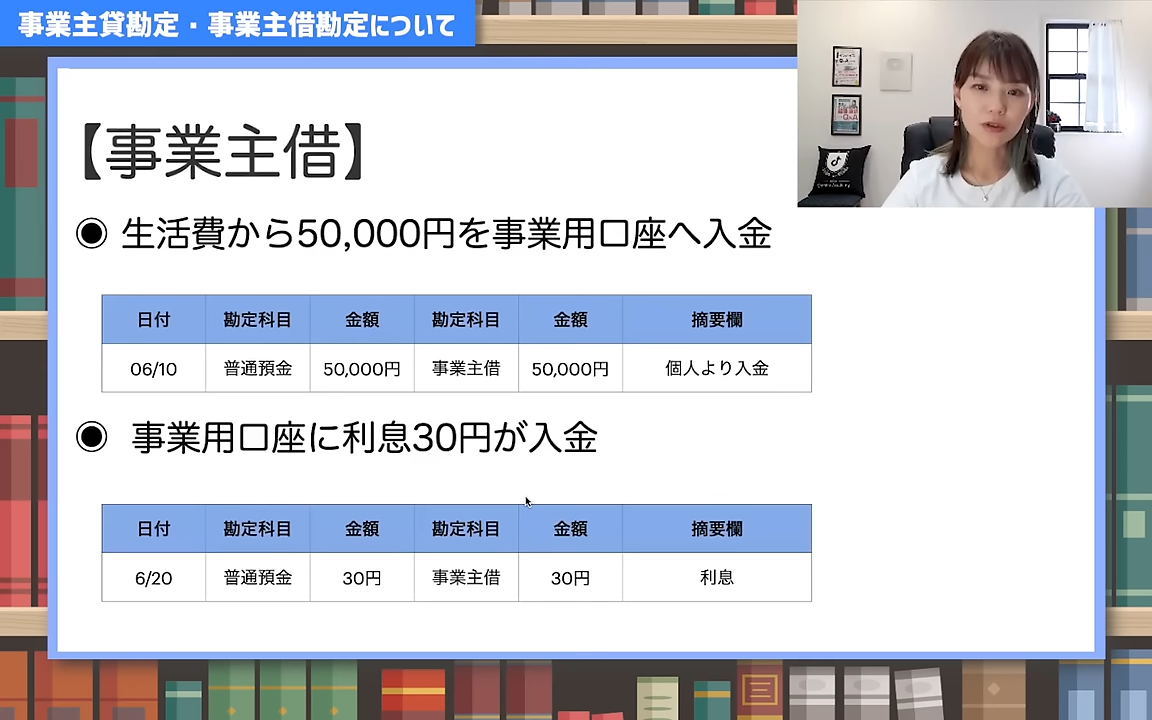 事業主貸勘定・事業主借勘定について
【事業主借】
◉ 生活費から50,000円を事業用口座へ入金
日付 勘定科目 金額 勘定科目 金額 摘要欄
06/10 普通預金 50,000円 事業主借 50,000円 個人より入金
◉ 事業用口座に利息30円が入金
日付 勘定科目 金額 勘定科目 金額 摘要欄
6/20 普通預金 30円 事業主借 30円 利息
Q&A